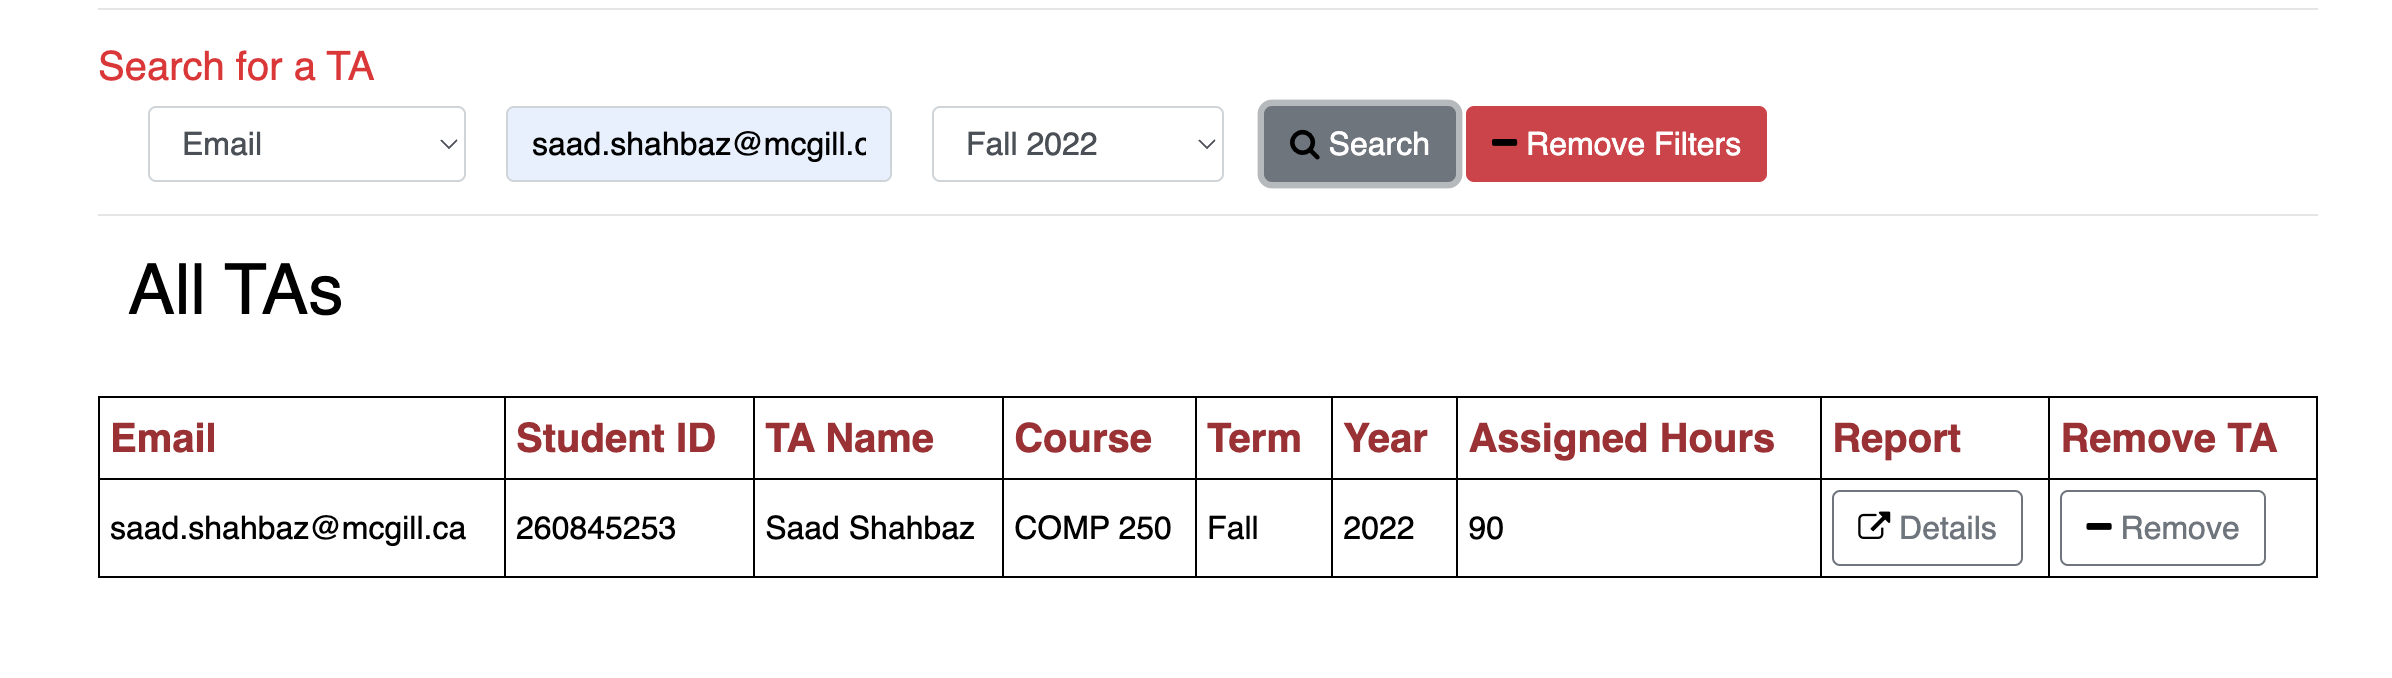 Search for a TA
Email saad.shahbaz@mcgill.c Fall 2022 Search Remove Filters
All TAs
Email Student ID TA Name Course Term Year Assigned Hours Report Remove TA
saad.shahbaz@mcgill.ca 260845253 Saad Shahbaz COMP 250 Fall 2022 90 Details Remove